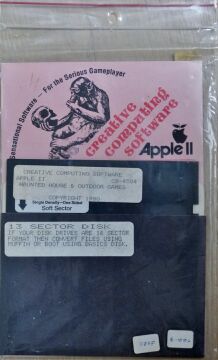 Sensational Software — For the Serious Gameplayer
creative
computing
software
Apple II
CREATIVE COMPUTING SOFTWARE
APPLE II CS-4504
HAUNTED HOUSE & OUTDOOR GAMES
COPYRIGHT 1980
Single Density—One Sided
Soft Sector
13 SECTOR DISK
IF YOUR DISK DRIVES ARE 16 SECTOR
FORMAT THEN CONVERT FILES USING
MUFFIN OR BOOT USING BASICS DISK.